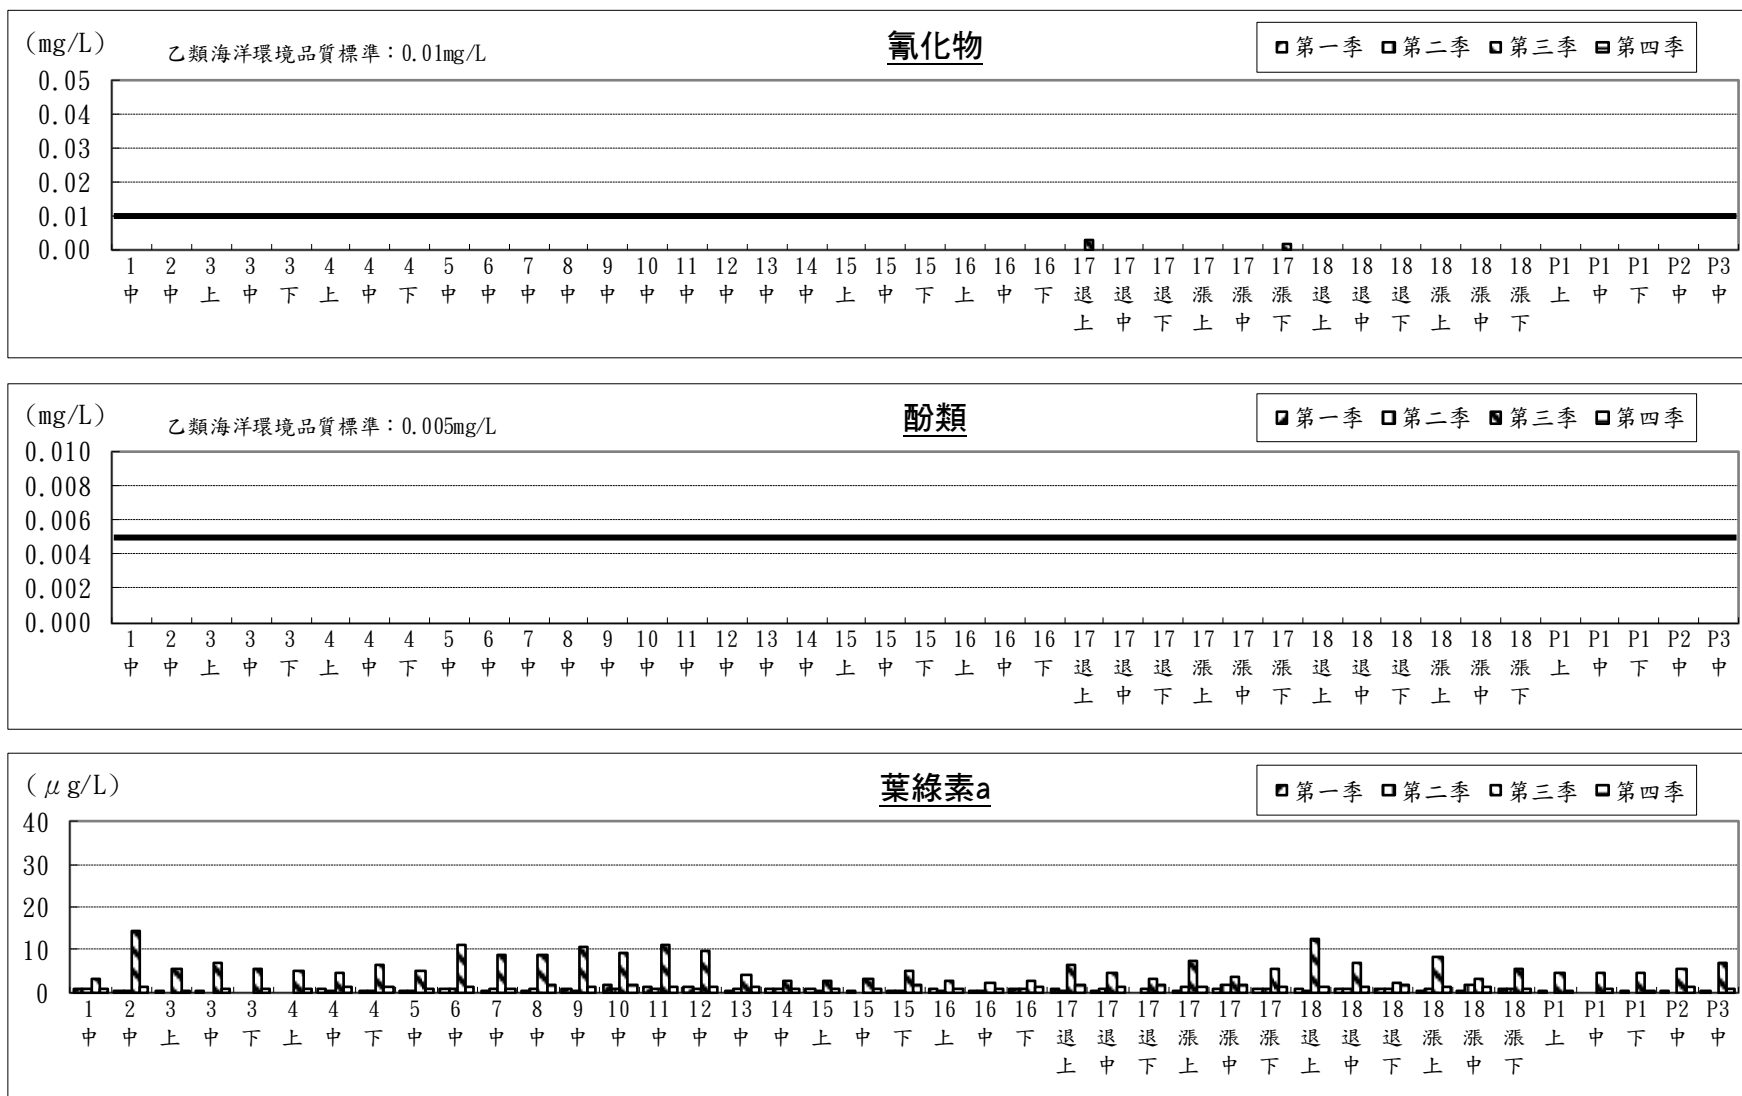 (mg/L)
乙類海洋環境品質標準：0.01mg/L
氰化物
第一季 第二季 第三季 第四季
0.05
0.04
0.03
0.02
0.01
0.00
1 2 3 3 3 4 4 4 5 6 7 8 9 10 11 12 13 14 15 15 15 16 16 16 17 17 17 17 17 17 18 18 18 18 18 18 P1 P1 P1 P2 P3
中 中 上 中 下 上 中 下 中 中 中 中 中 中 中 中 中 中 上 中 下 上 中 下 退 退 退 漲 漲 漲 退 退 退 漲 漲 漲 上 中 下 中 中
上 中 下 上 中 下 上 中 下 上 中 下
(mg/L)
乙類海洋環境品質標準：0.005mg/L
酚類
第一季 第二季 第三季 第四季
0.010
0.008
0.006
0.004
0.002
0.000
1 2 3 3 3 4 4 4 5 6 7 8 9 10 11 12 13 14 15 15 15 16 16 16 17 17 17 17 17 17 18 18 18 18 18 18 P1 P1 P1 P2 P3
中 中 上 中 下 上 中 下 中 中 中 中 中 中 中 中 中 中 上 中 下 上 中 下 退 退 退 漲 漲 漲 退 退 退 漲 漲 漲 上 中 下 中 中
上 中 下 上 中 下 上 中 下 上 中 下
(μg/L)
葉綠素a
第一季 第二季 第三季 第四季
40
30
20
10
0
1 2 3 3 3 4 4 4 5 6 7 8 9 10 11 12 13 14 15 15 15 16 16 16 17 17 17 17 17 17 18 18 18 18 18 18 P1 P1 P1 P2 P3
中 中 上 中 下 上 中 下 中 中 中 中 中 中 中 中 中 中 上 中 下 上 中 下 退 退 退 漲 漲 漲 退 退 退 漲 漲 漲 上 中 下 中 中
上 中 下 上 中 下 上 中 下 上 中 下